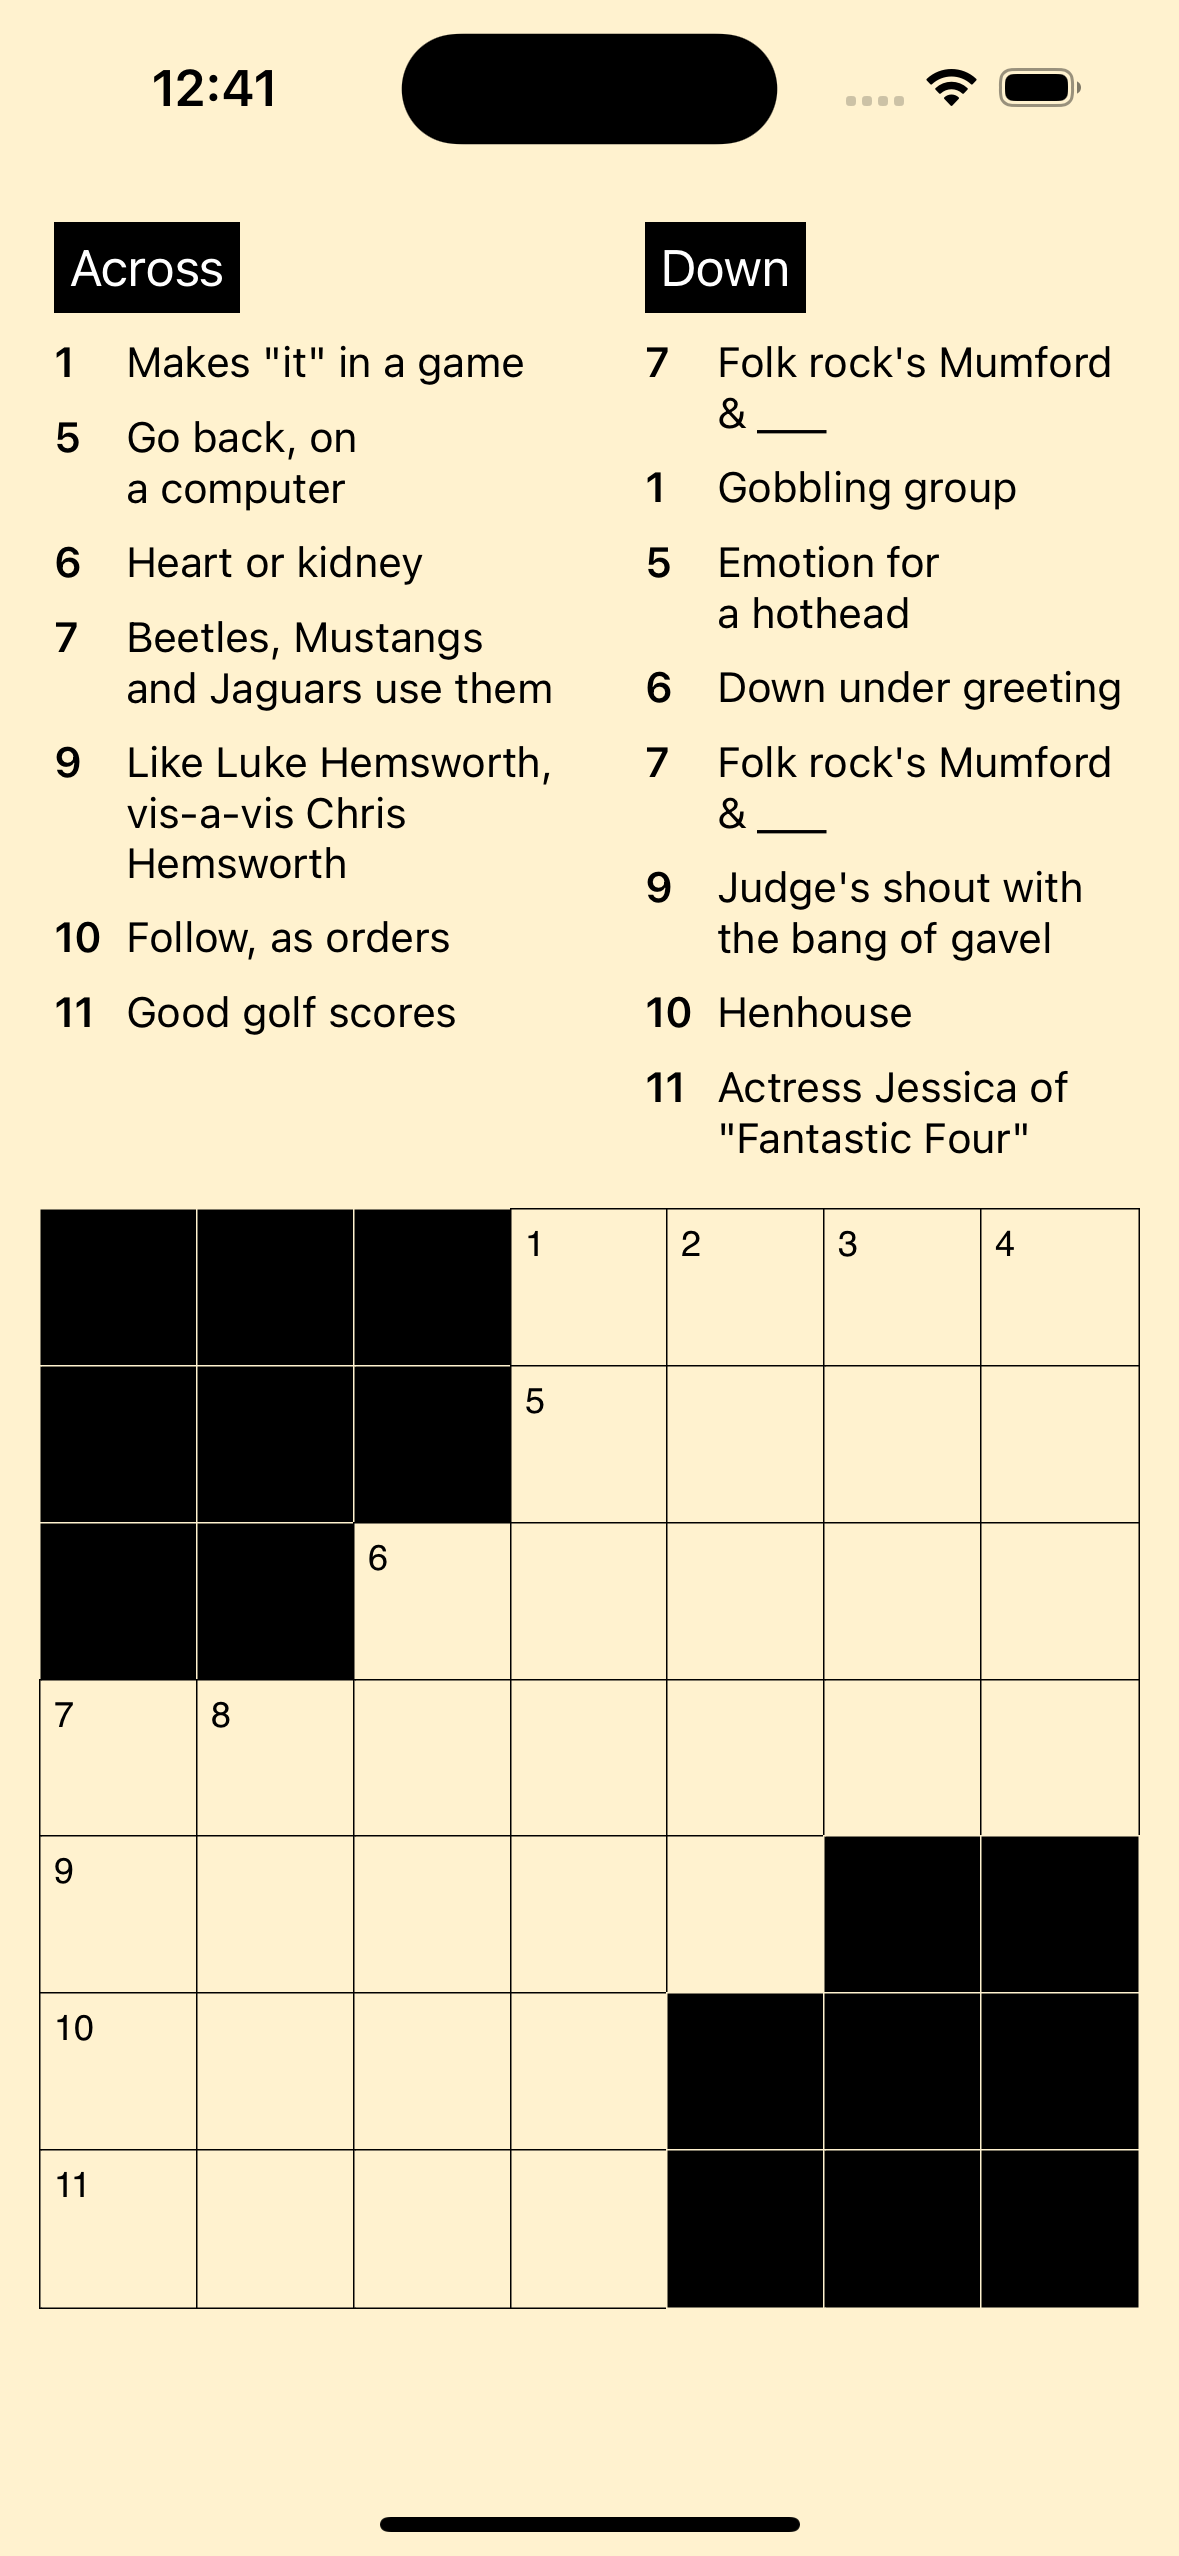 12:41
Across
1 Makes "it" in a game
5 Go back, on
a computer
6 Heart or kidney
7 Beetles, Mustangs
and Jaguars use them
9 Like Luke Hemsworth,
vis-a-vis Chris
Hemsworth
10 Follow, as orders
11 Good golf scores
Down
7 Folk rock's Mumford
& ___
1 Gobbling group
5 Emotion for
a hothead
6 Down under greeting
7 Folk rock's Mumford
& ___
9 Judge's shout with
the bang of gavel
10 Henhouse
11 Actress Jessica of
"Fantastic Four"
1 2 3 4
5
6
7 8
9
10
11